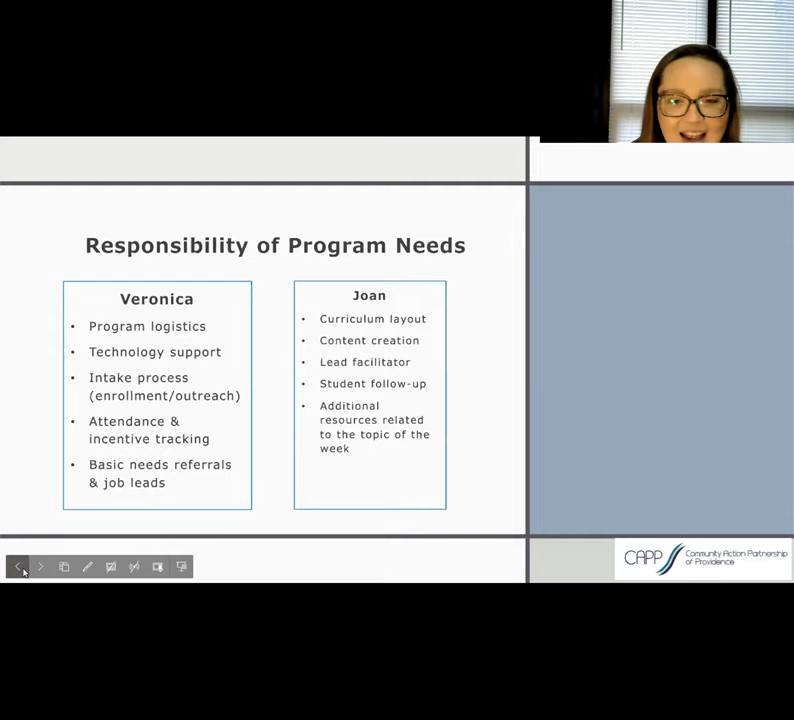 Responsibility of Program Needs
Veronica
• Program logistics
• Technology support
• Intake process
(enrollment/outreach)
• Attendance &
incentive tracking
• Basic needs referrals
& job leads
Joan
• Curriculum layout
• Content creation
• Lead facilitator
• Student follow-up
• Additional
resources related
to the topic of the
week
CAPP
Community Action Partnership
of Providence